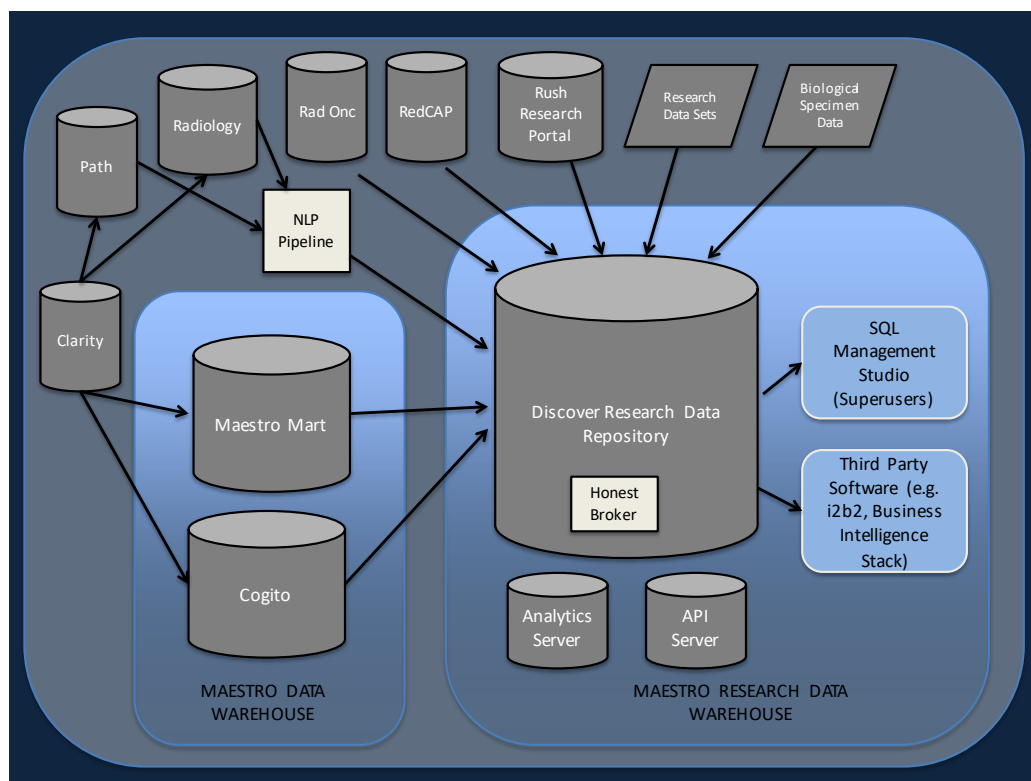 Path
Radiology
Rad Onc
RedCAP
Rush
Research
Portal
Research
Data Sets
Biological
Specimen
Data
NLP
Pipeline
Clarity
Maestro Mart
Cogito
MAESTRO DATA
WAREHOUSE
Discover Research Data
Repository
Honest
Broker
SQL
Management
Studio
(Superusers)
Third Party
Software (e.g.
i2b2, Business
Intelligence
Stack)
Analytics
Server
API
Server
MAESTRO RESEARCH DATA
WAREHOUSE